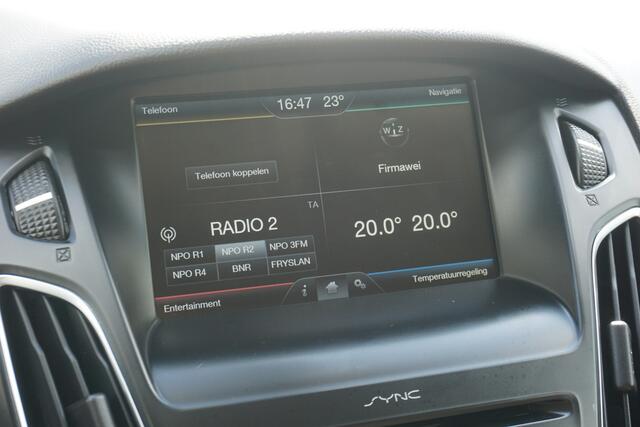 Telefoon
16:47 23°
Navigatie
Telefoon koppelen
WiZ
Firmawei
TA
RADIO 2
NPO R1 NPO R2 NPO 3FM
NPO R4 BNR FRYSLAN
20.0° 20.0°
Entertainment
i
Temperatuurregeling
SYNC